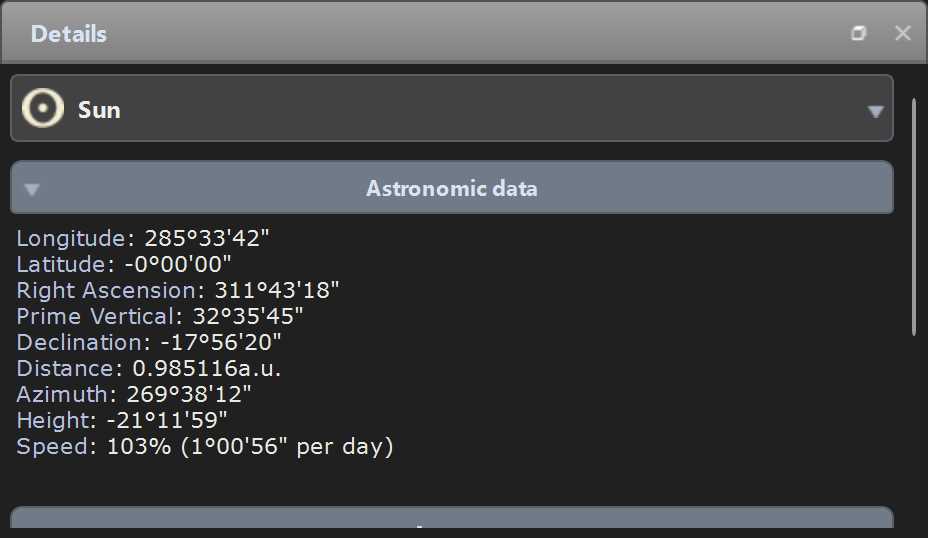 Details
Sun
Astronomic data
Longitude: 285°33'42"
Latitude: -0°00'00"
Right Ascension: 311°43'18"
Prime Vertical: 32°35'45"
Declination: -17°56'20"
Distance: 0.985116a.u.
Azimuth: 269°38'12"
Height: -21°11'59"
Speed: 103% (1°00'56" per day)